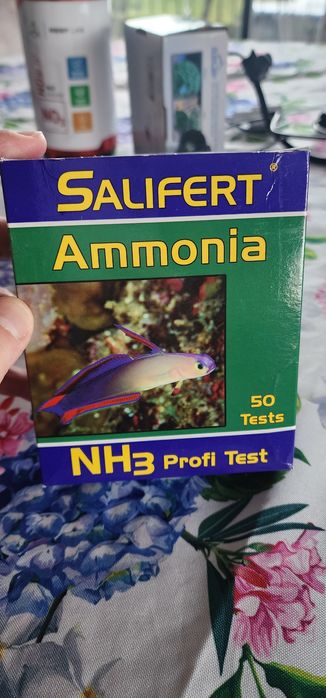 SALIFERT®
Ammonia
50
Tests
NH3 Profi Test